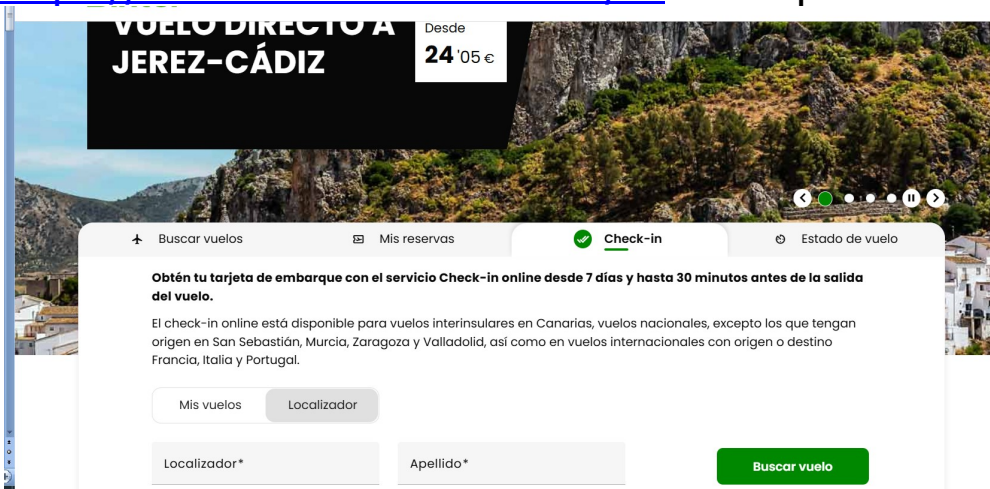 VUELO DIRECTO A
JEREZ-CÁDIZ
Desde
24'05 €
Buscar vuelos
Mis reservas
Check-in
Estado de vuelo
Obtén tu tarjeta de embarque con el servicio Check-in online desde 7 días y hasta 30 minutos antes de la salida
del vuelo.
El check-in online está disponible para vuelos interinsulares en Canarias, vuelos nacionales, excepto los que tengan
origen en San Sebastián, Murcia, Zaragoza y Valladolid, así como en vuelos internacionales con origen o destino
Francia, Italia y Portugal.
Mis vuelos
Localizador
Localizador*
Apellido*
Buscar vuelo